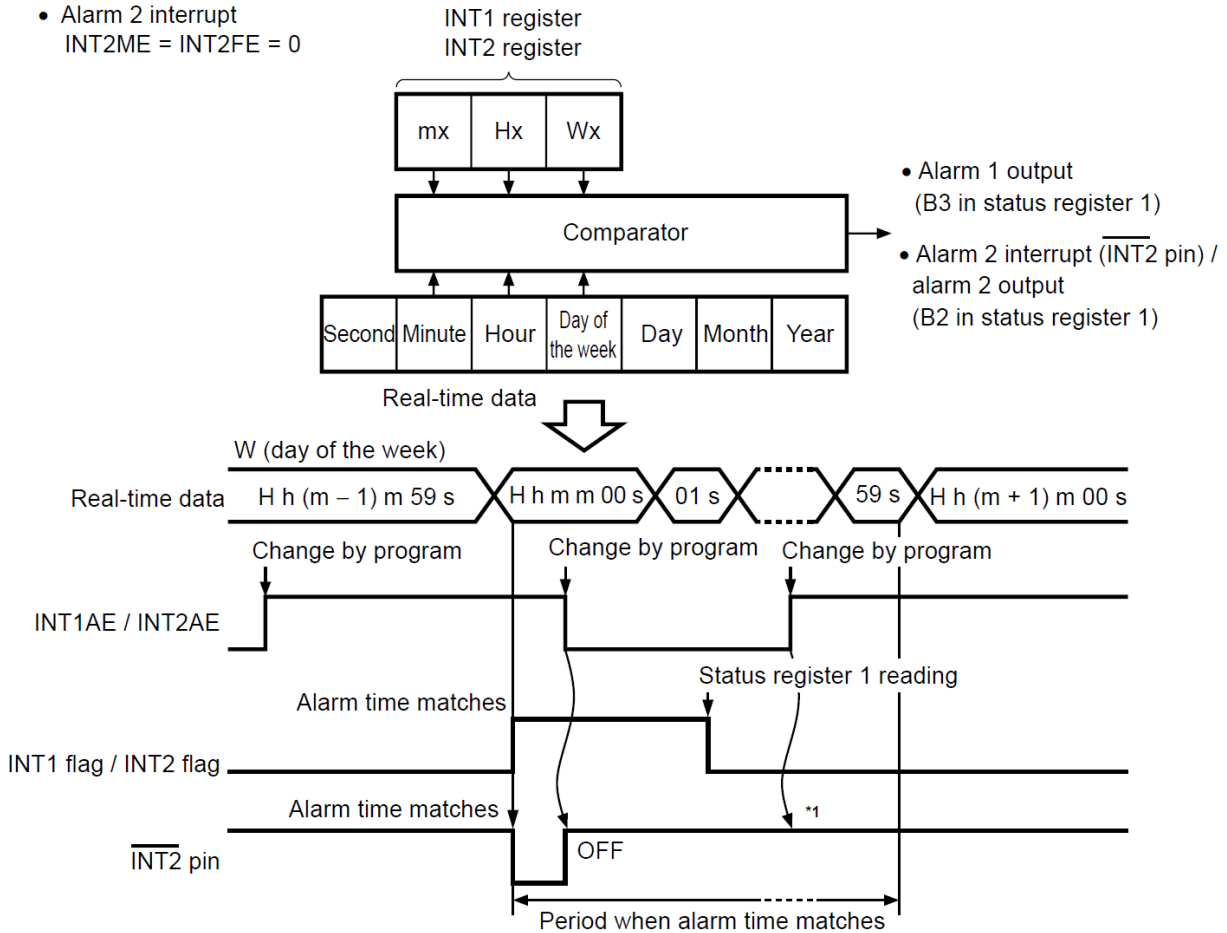 • Alarm 2 interrupt
INT2ME = INT2FE = 0
INT1 register
INT2 register
mx Hx Wx
Comparator
• Alarm 1 output
(B3 in status register 1)
• Alarm 2 interrupt (INT2 pin) /
alarm 2 output
(B2 in status register 1)
Second Minute Hour Day of the week Day Month Year
Real-time data
W (day of the week)
Real-time data H h (m − 1) m 59 s H h m m 00 s 01 s 59 s H h (m + 1) m 00 s
Change by program Change by program Change by program
INT1AE / INT2AE
Status register 1 reading
Alarm time matches
INT1 flag / INT2 flag
Alarm time matches *1
INT2 pin OFF
Period when alarm time matches